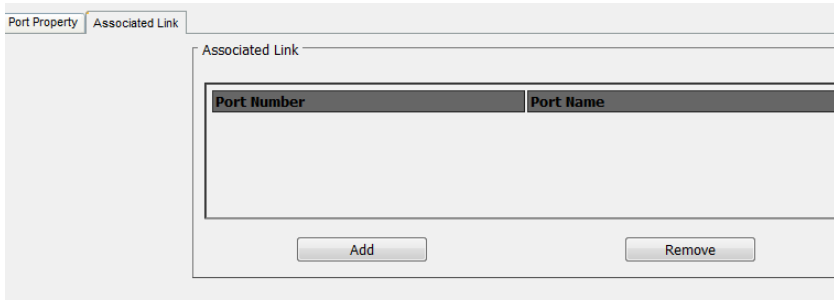 Port Property Associated Link
Associated Link
Port Number Port Name
Add Remove